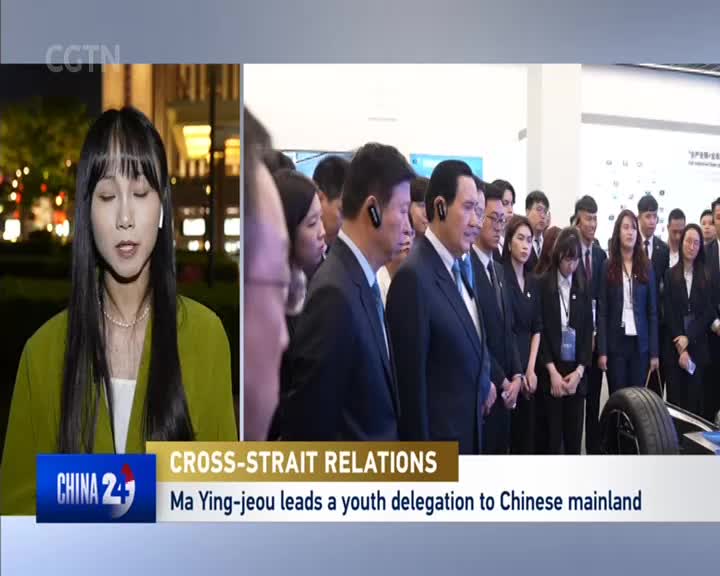 CGTN
CROSS-STRAIT RELATIONS
CHINA 24
Ma Ying-jeou leads a youth delegation to Chinese mainland